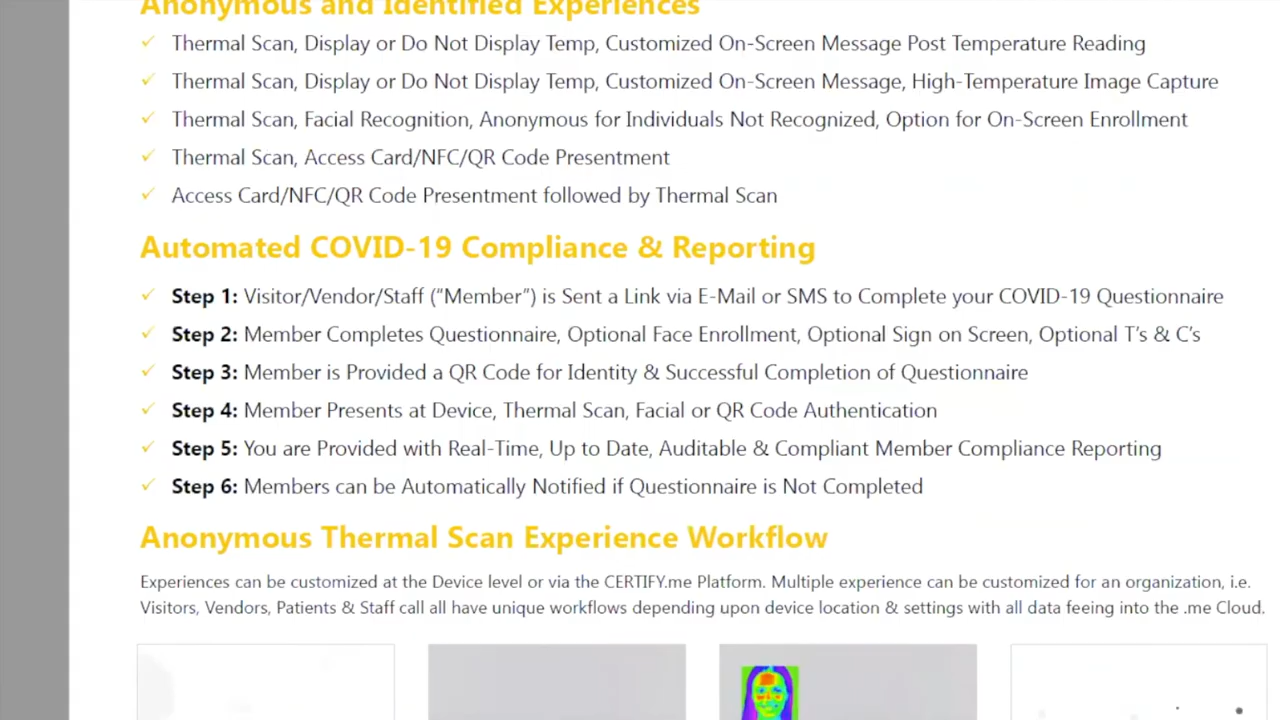 Anonymous and Identified Experiences
Thermal Scan, Display or Do Not Display Temp, Customized On-Screen Message Post Temperature Reading
Thermal Scan, Display or Do Not Display Temp, Customized On-Screen Message, High-Temperature Image Capture
Thermal Scan, Facial Recognition, Anonymous for Individuals Not Recognized, Option for On-Screen Enrollment
Thermal Scan, Access Card/NFC/QR Code Presentment
Access Card/NFC/QR Code Presentment followed by Thermal Scan
Automated COVID-19 Compliance & Reporting
Step 1: Visitor/Vendor/Staff (“Member”) is Sent a Link via E-Mail or SMS to Complete your COVID-19 Questionnaire
Step 2: Member Completes Questionnaire, Optional Face Enrollment, Optional Sign on Screen, Optional T’s & C’s
Step 3: Member is Provided a QR Code for Identity & Successful Completion of Questionnaire
Step 4: Member Presents at Device, Thermal Scan, Facial or QR Code Authentication
Step 5: You are Provided with Real-Time, Up to Date, Auditable & Compliant Member Compliance Reporting
Step 6: Members can be Automatically Notified if Questionnaire is Not Completed
Anonymous Thermal Scan Experience Workflow
Experiences can be customized at the Device level or via the CERTIFY.me Platform. Multiple experience can be customized for an organization, i.e.
Visitors, Vendors, Patients & Staff call all have unique workflows depending upon device location & settings with all data feeing into the .me Cloud.